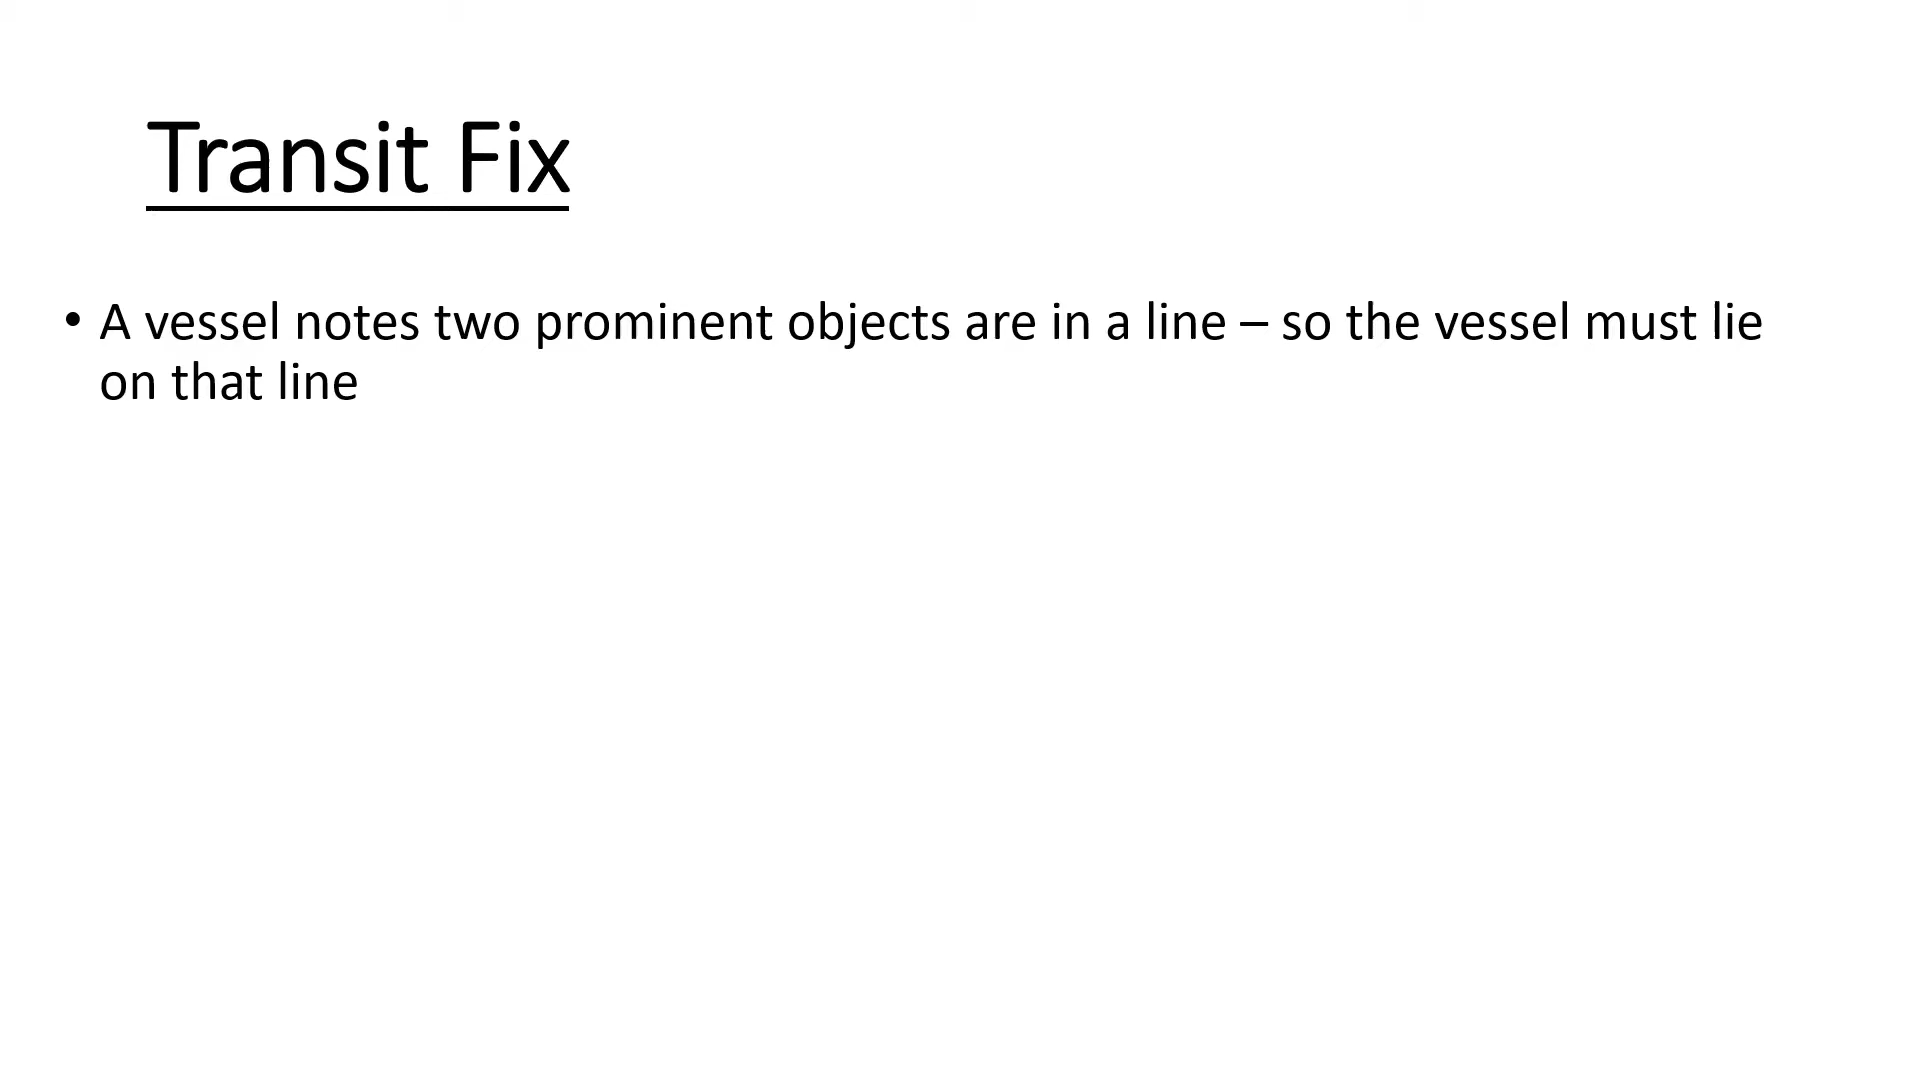 Transit Fix
• A vessel notes two prominent objects are in a line – so the vessel must lie
on that line